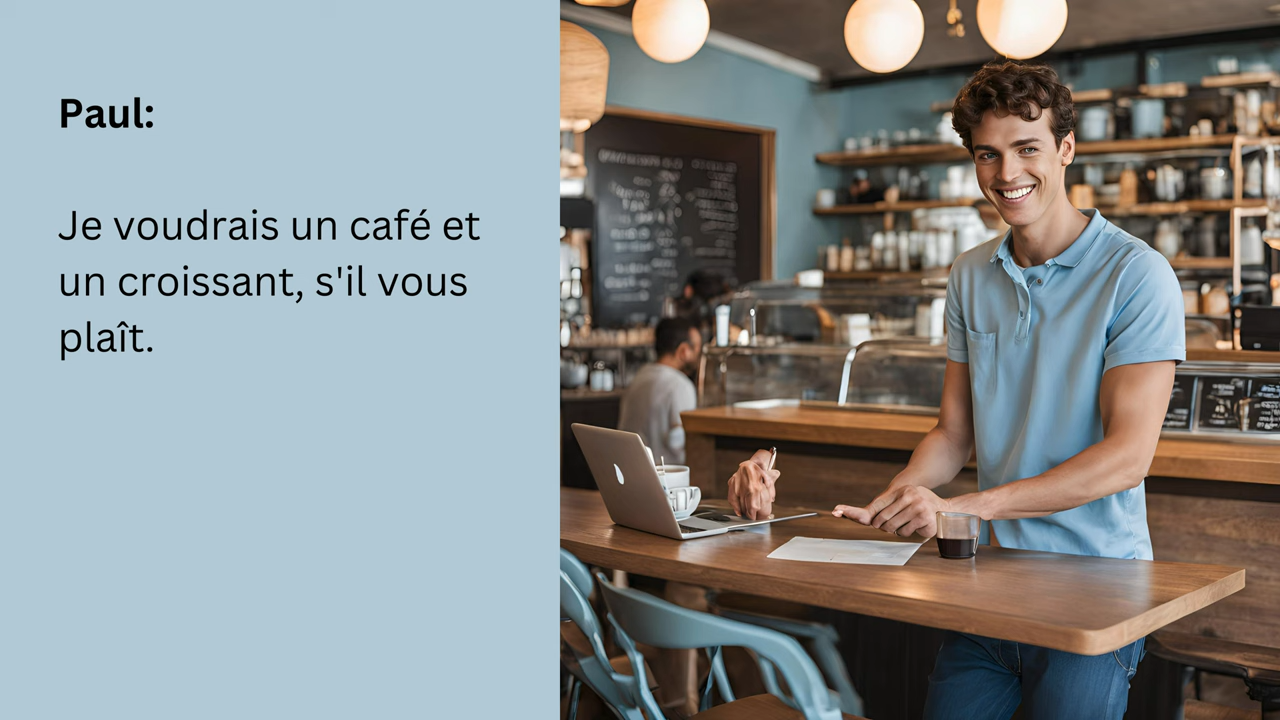 Paul:
Je voudrais un café et
un croissant, s'il vous
plaît.